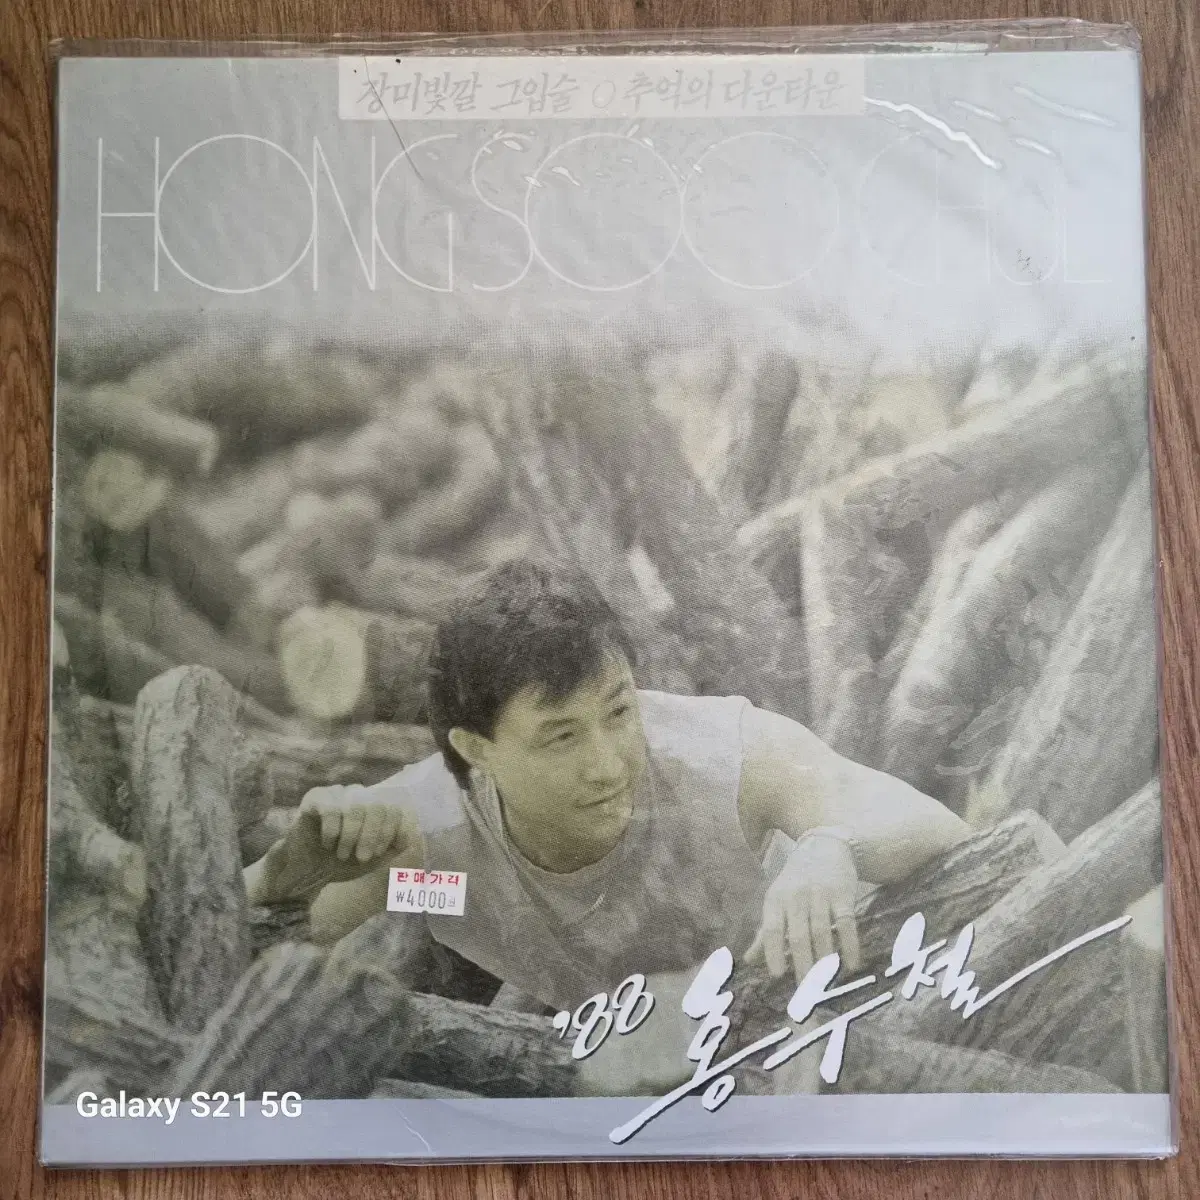 장미빛깔 그입술 ○ 추억의 다운타운
HONG SOO CHUL
판매가격
₩4000원
'88 홍수철
Galaxy S21 5G